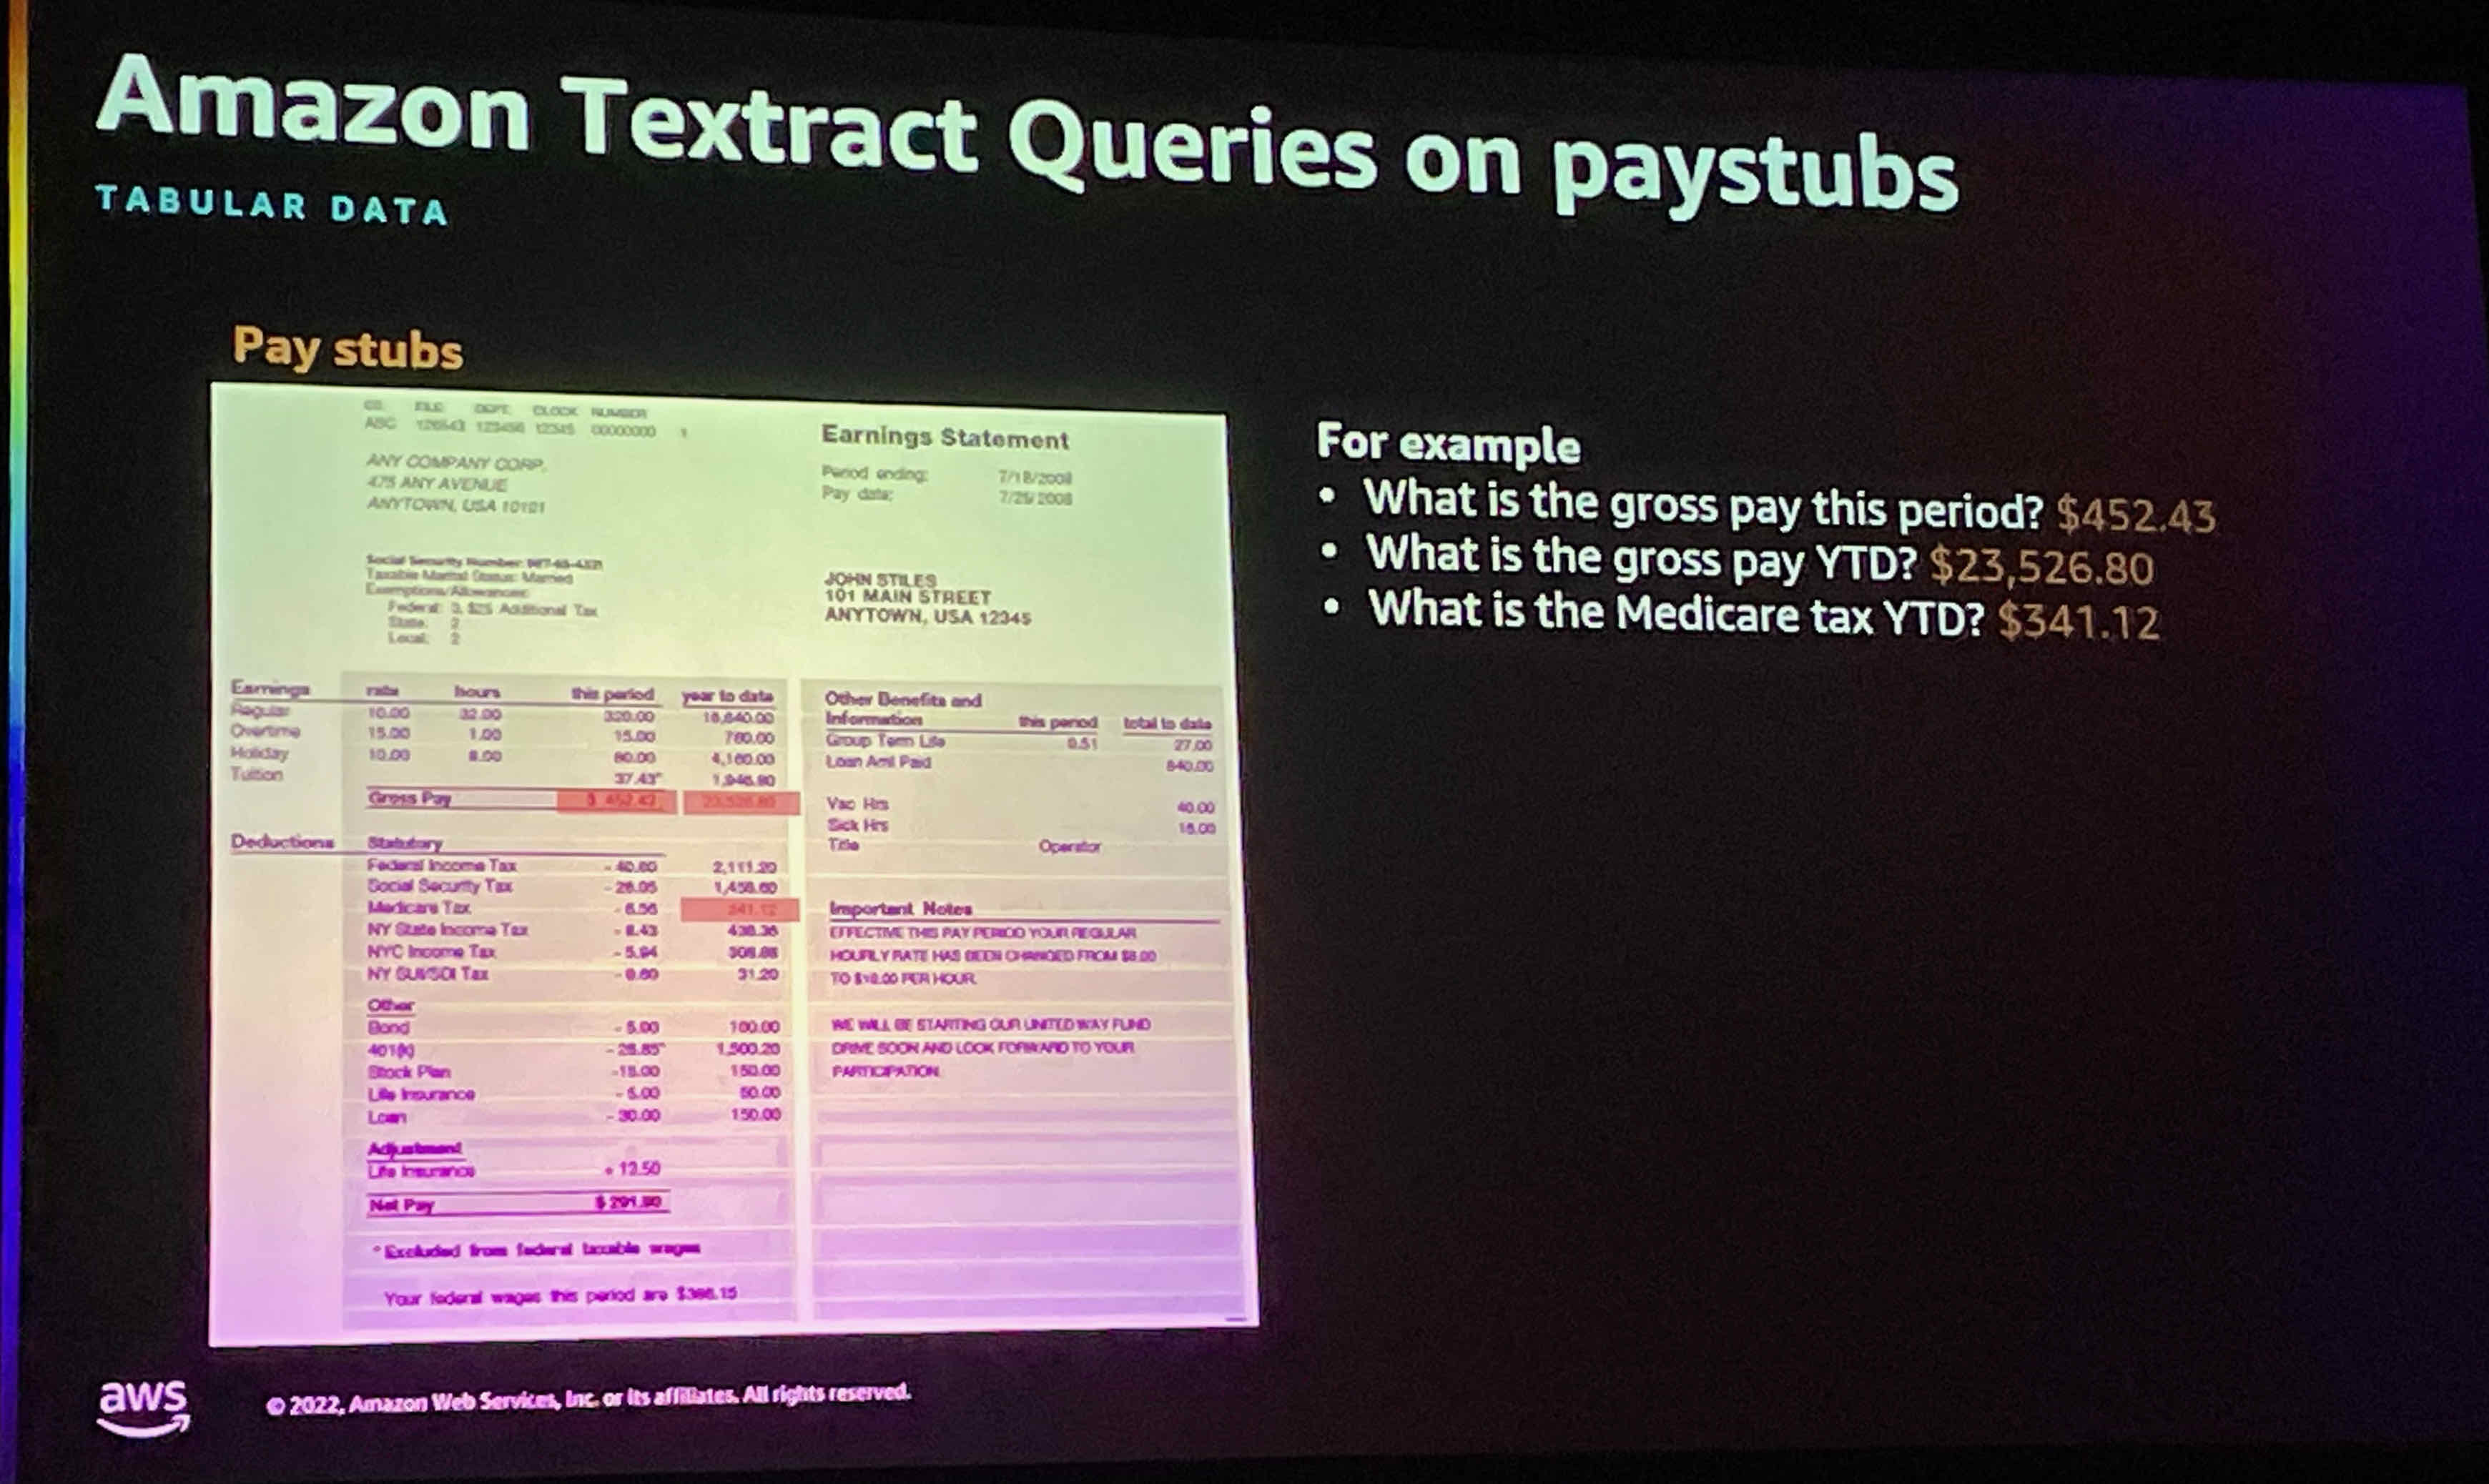 Amazon Textract Queries on paystubs
TABULAR DATA
Pay stubs
CO. FILE DEPT. CLOCK NUMBER
ABC 126543 123456 12345 00000000 1
ANY COMPANY CORP.
475 ANY AVENUE
ANYTOWN, USA 10101
Earnings Statement
Period ending: 7/18/2008
Pay date: 7/25/2008
Social Security Number:
Taxable Marital Status: Married
Exemptions/Allowances:
Federal: 3, $25 Additional Tax
State: 2
Local: 2
JOHN STILES
101 MAIN STREET
ANYTOWN, USA 12345
Earnings rate hours this period year to date
Regular 10.00 32.00 320.00 16,640.00
Overtime 15.00 1.00 15.00 780.00
Holiday 10.00 8.00 80.00 4,160.00
Tuition 37.43* 1,946.80
Gross Pay $ 452.43 23,526.80
Deductions Statutory
Federal Income Tax - 40.60 2,111.20
Social Security Tax - 28.05 1,458.60
Medicare Tax - 6.56 341.12
NY State Income Tax - 8.43 438.36
NYC Income Tax - 5.94 308.88
NY SUI/SDI Tax - 0.60 31.20
Other
Bond - 5.00 100.00
401(k) - 28.85* 1,500.20
Stock Plan - 15.00 150.00
Life Insurance - 5.00 50.00
Loan - 30.00 150.00
Adjustment
Life Insurance + 13.50
Net Pay $ 291.90
* Excluded from federal taxable wages
Your federal wages this period are $386.15
Other Benefits and
Information this period total to date
Group Term Life 0.51 27.00
Loan Amt Paid 840.00
Vac Hrs 40.00
Sick Hrs 16.00
Title Operator
Important Notes
EFFECTIVE THIS PAY PERIOD YOUR REGULAR
HOURLY RATE HAS BEEN CHANGED FROM $8.00
TO $10.00 PER HOUR.
WE WILL BE STARTING OUR UNITED WAY FUND
DRIVE SOON AND LOOK FORWARD TO YOUR
PARTICIPATION.
For example
• What is the gross pay this period? $452.43
• What is the gross pay YTD? $23,526.80
• What is the Medicare tax YTD? $341.12
aws
© 2022, Amazon Web Services, Inc. or its affiliates. All rights reserved.